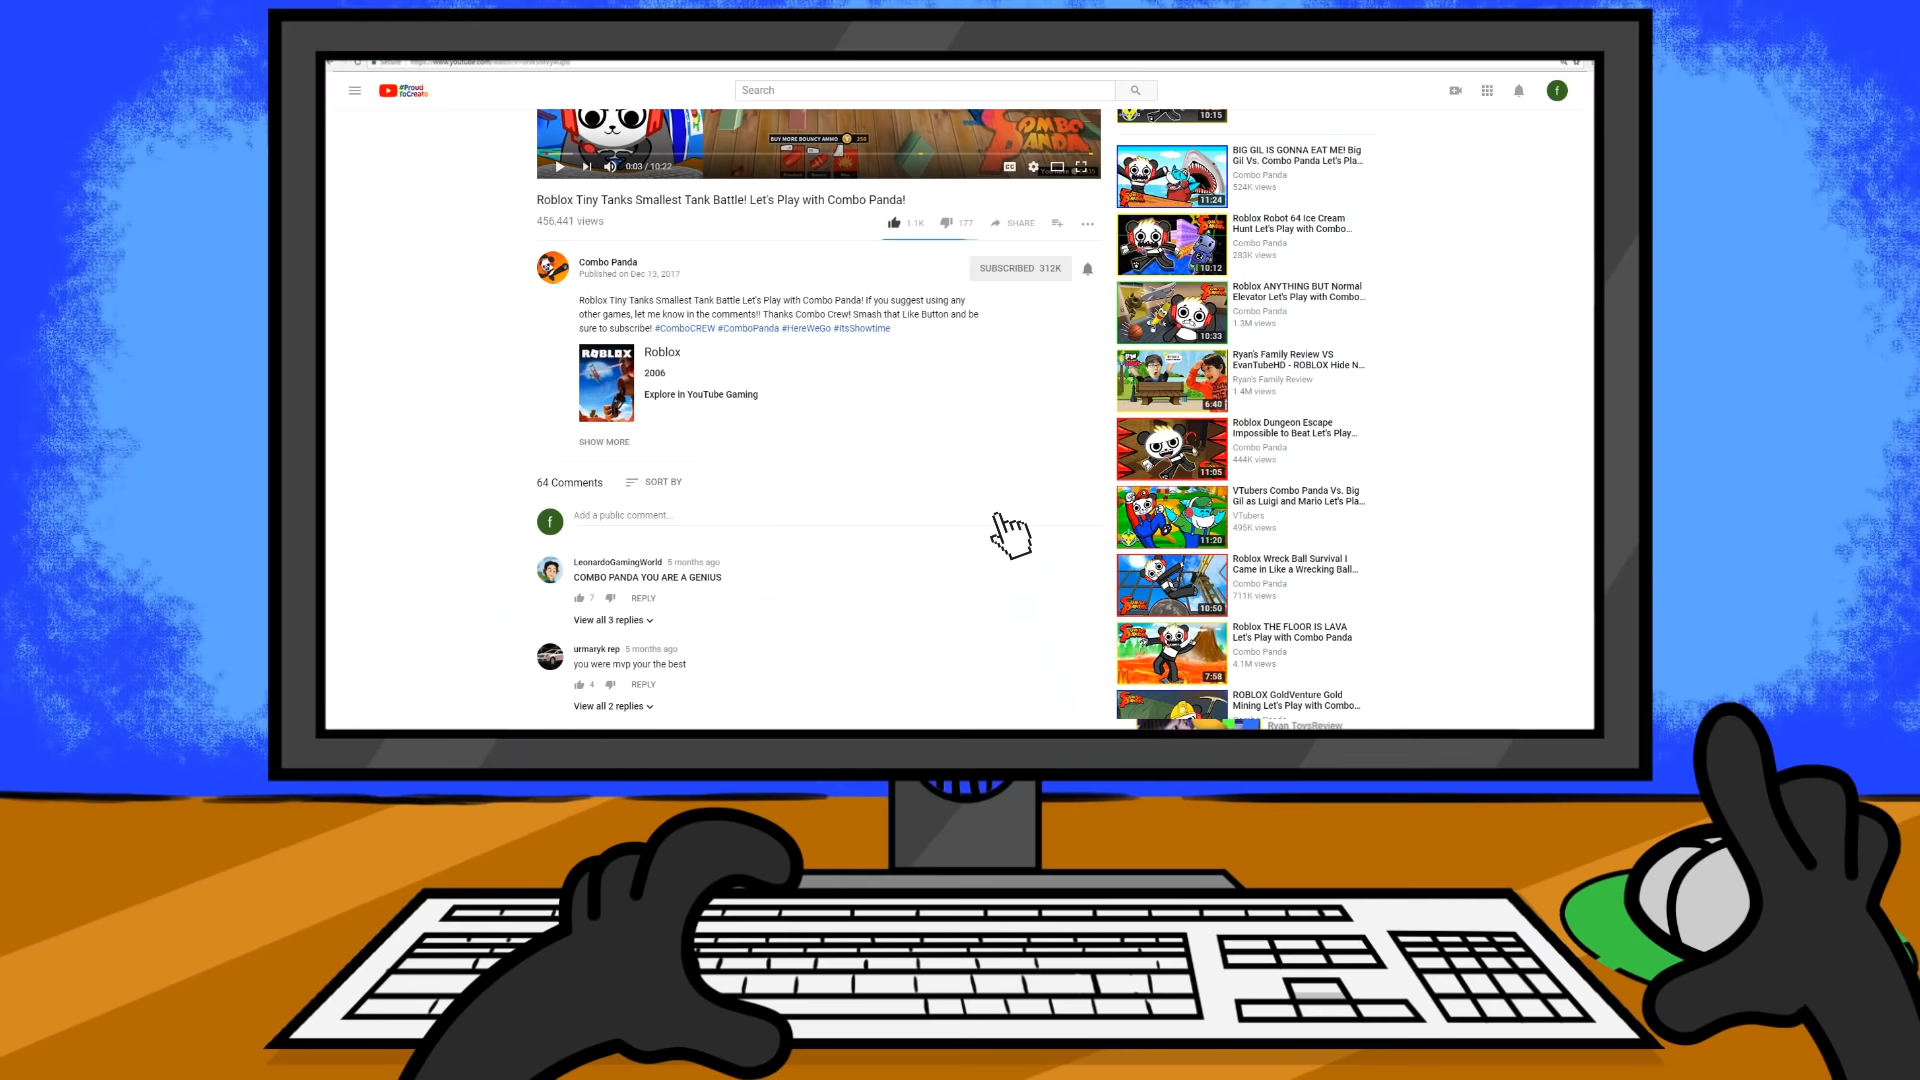 Secure
#Proud
ToCreate
Search
f
BUY MORE BOUNCY AMMO 250
COMBO
PANDA
0:03 / 10:22
Roblox Tiny Tanks Smallest Tank Battle! Let's Play with Combo Panda!
456,441 views
1.1K 177 SHARE
Combo Panda
Published on Dec 13, 2017
SUBSCRIBED 312K
Roblox Tiny Tanks Smallest Tank Battle Let's Play with Combo Panda! If you suggest using any
other games, let me know in the comments!! Thanks Combo Crew! Smash that Like Button and be
sure to subscribe! #ComboCREW #ComboPanda #HereWeGo #ItsShowtime
ROBLOX
Roblox
2006
Explore in YouTube Gaming
SHOW MORE
64 Comments SORT BY
f
Add a public comment...
LeonardoGamingWorld 5 months ago
COMBO PANDA YOU ARE A GENIUS
7 REPLY
View all 3 replies
urmaryk rep 5 months ago
you were mvp your the best
4 REPLY
View all 2 replies
10:15
BIG GIL IS GONNA EAT ME! Big
Gil Vs. Combo Panda Let's Pla...
Combo Panda
524K views
11:24
Roblox Robot 64 Ice Cream
Hunt Let's Play with Combo...
Combo Panda
283K views
10:12
Roblox ANYTHING BUT Normal
Elevator Let's Play with Combo...
Combo Panda
1.3M views
10:33
Ryan's Family Review VS
EvanTubeHD - ROBLOX Hide N...
Ryan's Family Review
1.4M views
6:40
Roblox Dungeon Escape
Impossible to Beat Let's Play...
Combo Panda
444K views
11:05
VTubers Combo Panda Vs. Big
Gil as Luigi and Mario Let's Pla...
VTubers
495K views
11:20
Roblox Wreck Ball Survival I
Came in Like a Wrecking Ball...
Combo Panda
711K views
10:50
Roblox THE FLOOR IS LAVA
Let's Play with Combo Panda
Combo Panda
4.1M views
7:58
ROBLOX GoldVenture Gold
Mining Let's Play with Combo...
Ryan ToysReview